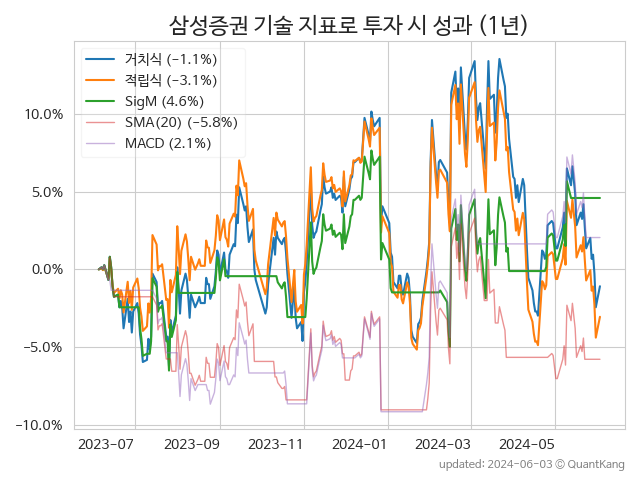 삼성증권 기술 지표로 투자 시 성과 (1년)
거치식 (−1.1%)
적립식 (−3.1%)
SigM (4.6%)
SMA(20) (−5.8%)
MACD (2.1%)
10.0%
5.0%
0.0%
−5.0%
−10.0%
2023-07 2023-09 2023-11 2024-01 2024-03 2024-05
updated: 2024-06-03 ⓒ QuantKang